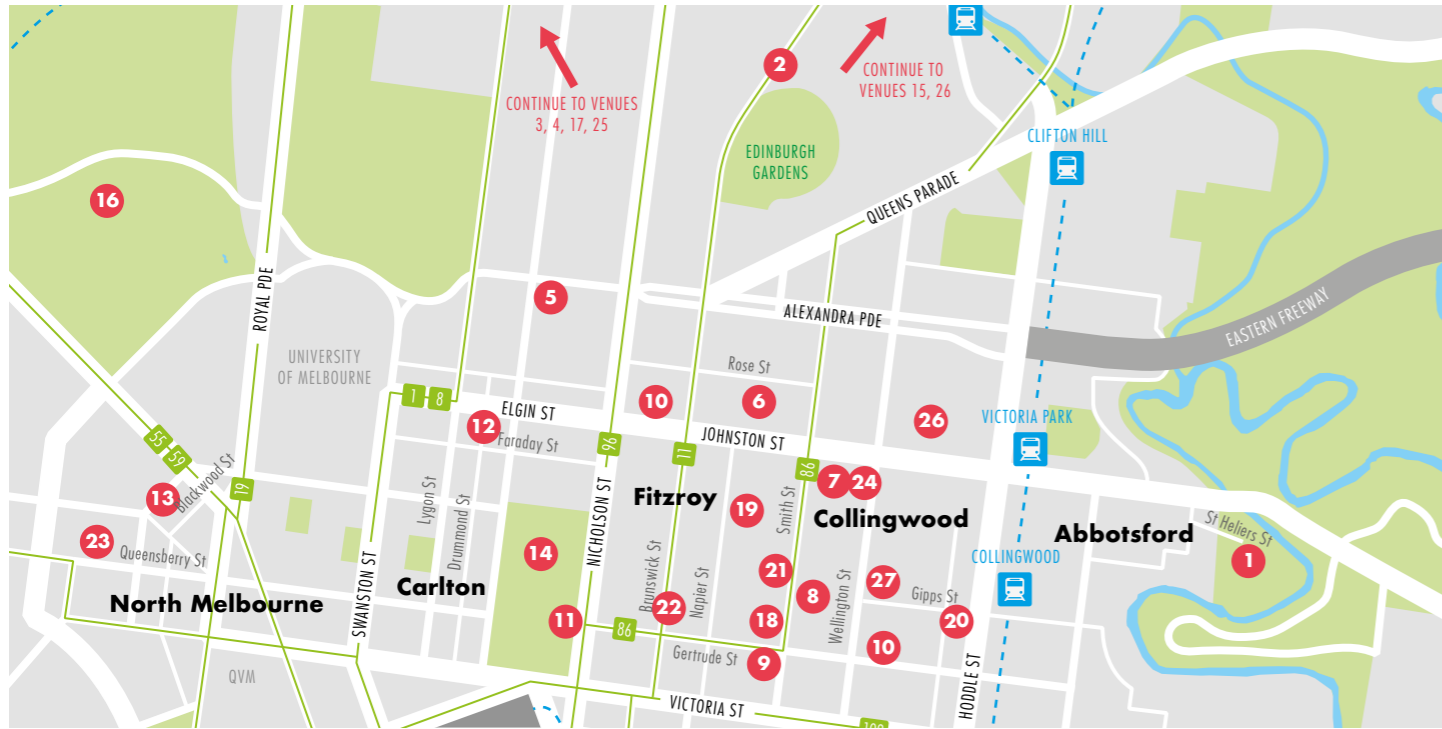 2
CONTINUE TO VENUES
3, 4, 17, 25
CONTINUE TO
VENUES 15, 26
CLIFTON HILL
EDINBURGH
GARDENS
16
QUEENS PARADE
ROYAL PDE
5
ALEXANDRA PDE
EASTERN FREEWAY
UNIVERSITY
OF MELBOURNE
Rose St
1
8
ELGIN ST
10
6
26
12
Faraday St
JOHNSTON ST
VICTORIA PARK
55
59
96
11
86
Blackwood St
19
13
7
24
Lygon St
Drummond St
NICHOLSON ST
Fitzroy
19
Smith St
Collingwood
Abbotsford
St Heliers St
1
23
Queensberry St
14
COLLINGWOOD
21
27
Gipps St
Carlton
North Melbourne
SWANSTON ST
Brunswick St
22
Napier St
8
Wellington St
11
86
18
20
Gertrude St
9
10
QVM
VICTORIA ST
HODDLE ST